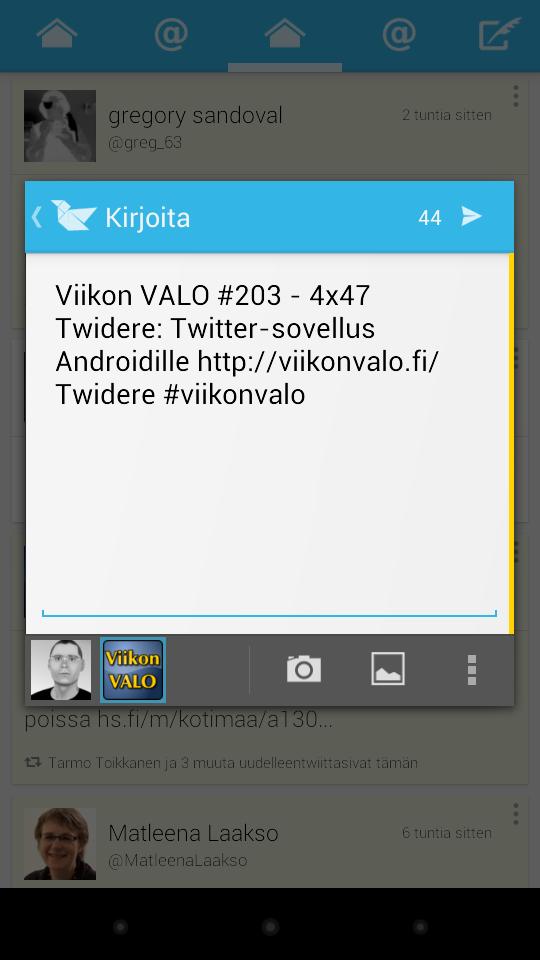 gregory sandoval
2 tuntia sitten
@greg_63
Kirjoita
44
Viikon VALO #203 - 4x47
Twidere: Twitter-sovellus
Androidille http://viikonvalo.fi/
Twidere #viikonvalo
Viikon
VALO
poissa hs.fi/m/kotimaa/a130...
Tarmo Toikkanen ja 3 muuta uudelleentwiittasivat tämän
Matleena Laakso
6 tuntia sitten
@MatleenaLaakso